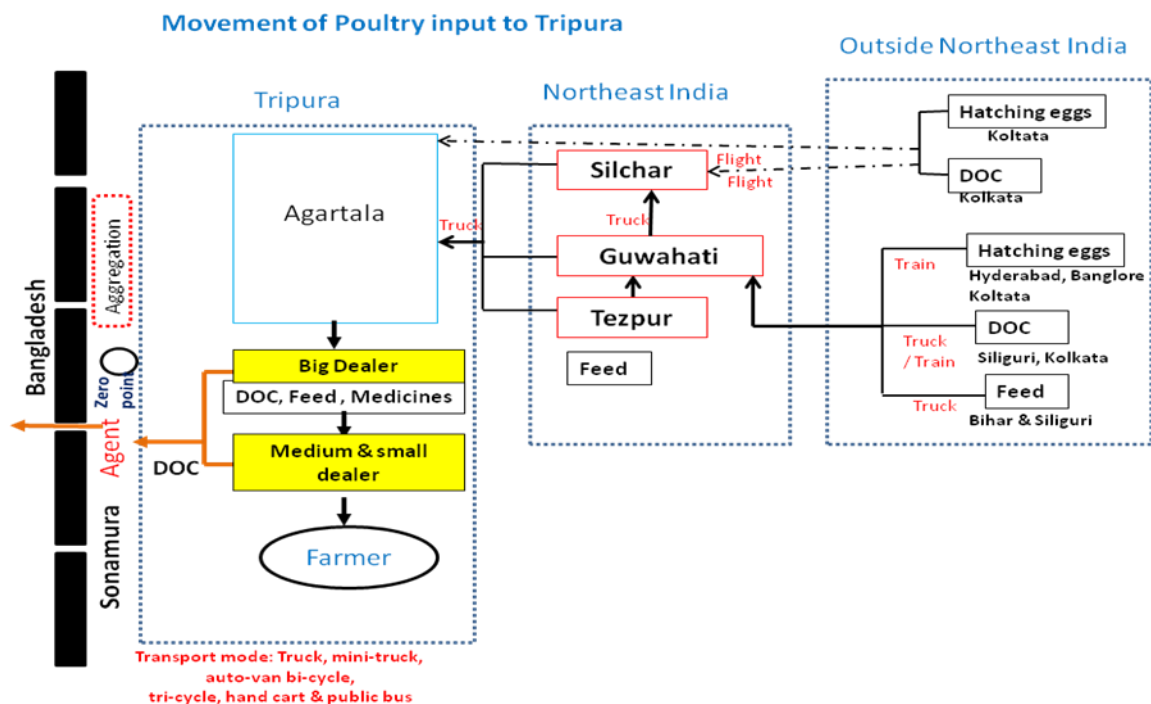 Movement of Poultry input to Tripura
Outside Northeast India
Northeast India
Tripura
Hatching eggs
Koltata
DOC
Kolkata
Flight
Flight
Silchar
Truck
Agartala
Truck
Guwahati
Tezpur
Feed
Train
Hatching eggs
Hyderabad, Banglore
Koltata
Truck
/ Train
DOC
Siliguri, Kolkata
Truck
Feed
Bihar & Siliguri
Big Dealer
DOC, Feed , Medicines
Medium & small
dealer
Farmer
DOC
Bangladesh
Aggregation
Zero
point
Agent
Sonamura
Transport mode: Truck, mini-truck,
auto-van bi-cycle,
tri-cycle, hand cart & public bus